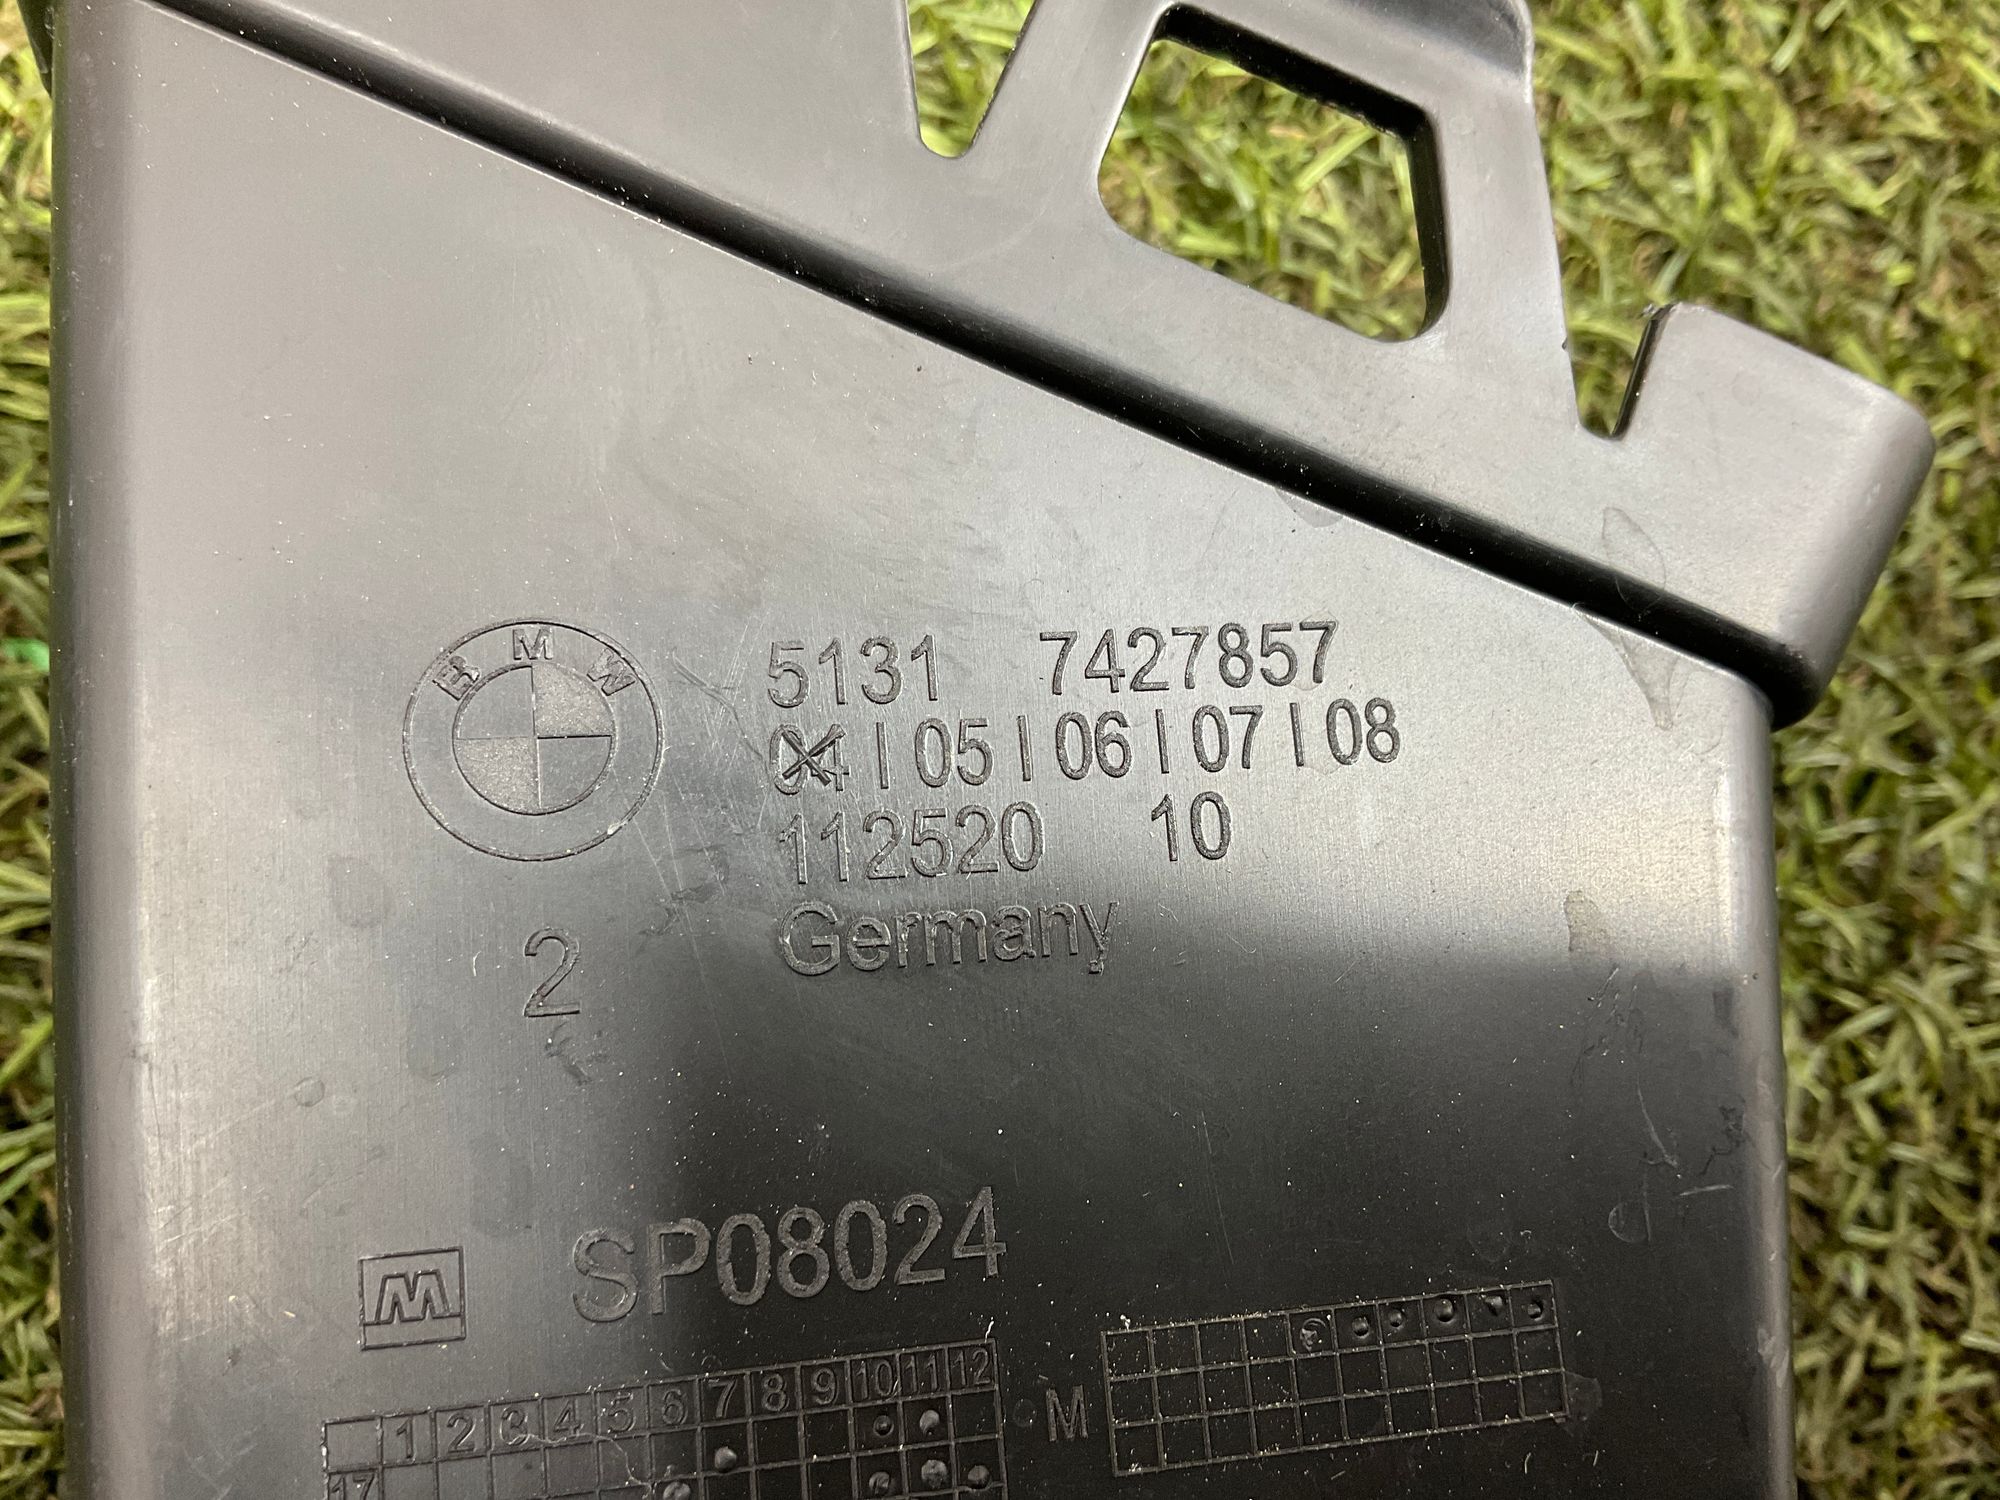 BMW
5131 7427857
04 | 05 | 06 | 07 | 08
112520 10
Germany
2
SP08024
M
1 2 3 4 5 6 7 8 9 10 11 12
M
17